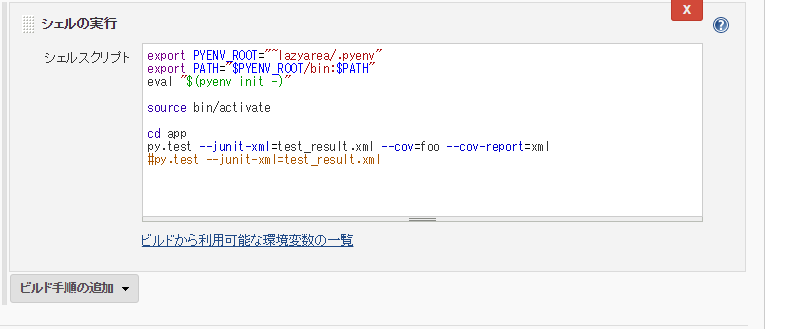 シェルの実行
X
?
シェルスクリプト
export PYENV_ROOT="~lazyarea/.pyenv"
export PATH="$PYENV_ROOT/bin:$PATH"
eval "$(pyenv init -)"
source bin/activate
cd app
py.test --junit-xml=test_result.xml --cov=foo --cov-report=xml
#py.test --junit-xml=test_result.xml
ビルドから利用可能な環境変数の一覧
ビルド手順の追加